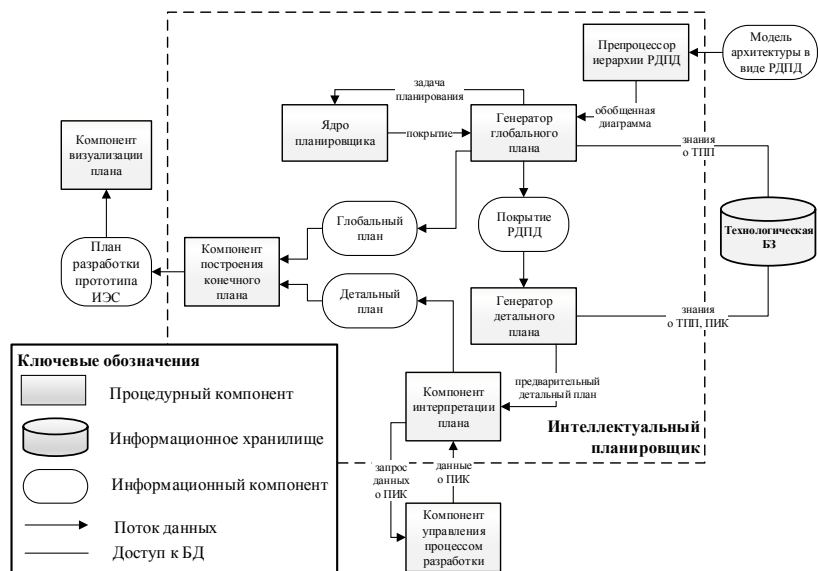 Препроцессор
иерархии РДПД
Модель
архитектуры в
виде РДПД
задача
планирования
обобщенная
диаграмма
Ядро
планировщика
покрытие
Генератор
глобального
плана
знания
о ТПП
Компонент
визуализации
плана
Глобальный
план
Покрытие
РДПД
Технологическая
БЗ
План
разработки
прототипа
ИЭС
Компонент
построения
конечного плана
Детальный
план
Генератор
детального плана
знания
о ТПП, ПИК
предварительный
детальный план
Компонент
интерпретации
плана
Интеллектуальный
планировщик
запрос
данных
о ПИК
данные
о ПИК
Компонент
управления
процессом
разработки
Ключевые обозначения
Процедурный компонент
Информационное хранилище
Информационный компонент
Поток данных
Доступ к БД